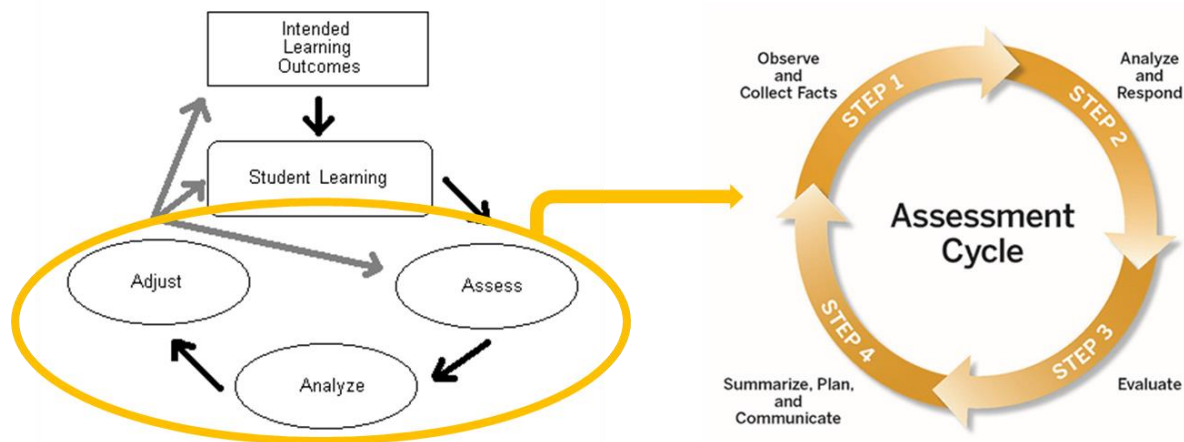 Intended
Learning
Outcomes
Student Learning
Adjust
Assess
Analyze
Observe
and
Collect Facts
STEP 1
Analyze
and
Respond
STEP 2
Assessment
Cycle
STEP 3
Evaluate
STEP 4
Summarize, Plan,
and
Communicate